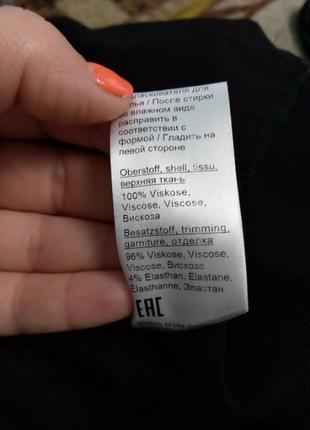 для
/ После стирки
во влажном виде
расправить в
соответствии с
формой / Гладить на
левой стороне
Oberstoff, shell, tissu,
верхняя ткань
100% Viskose,
Viscose, Viscose,
Вискоза
Besatzstoff, trimming,
garniture, отделка
96% Viskose, Viscose,
Viscose, Вискоза
4% Elasthan, Elastane,
Elasthanne, Эластан
EAC